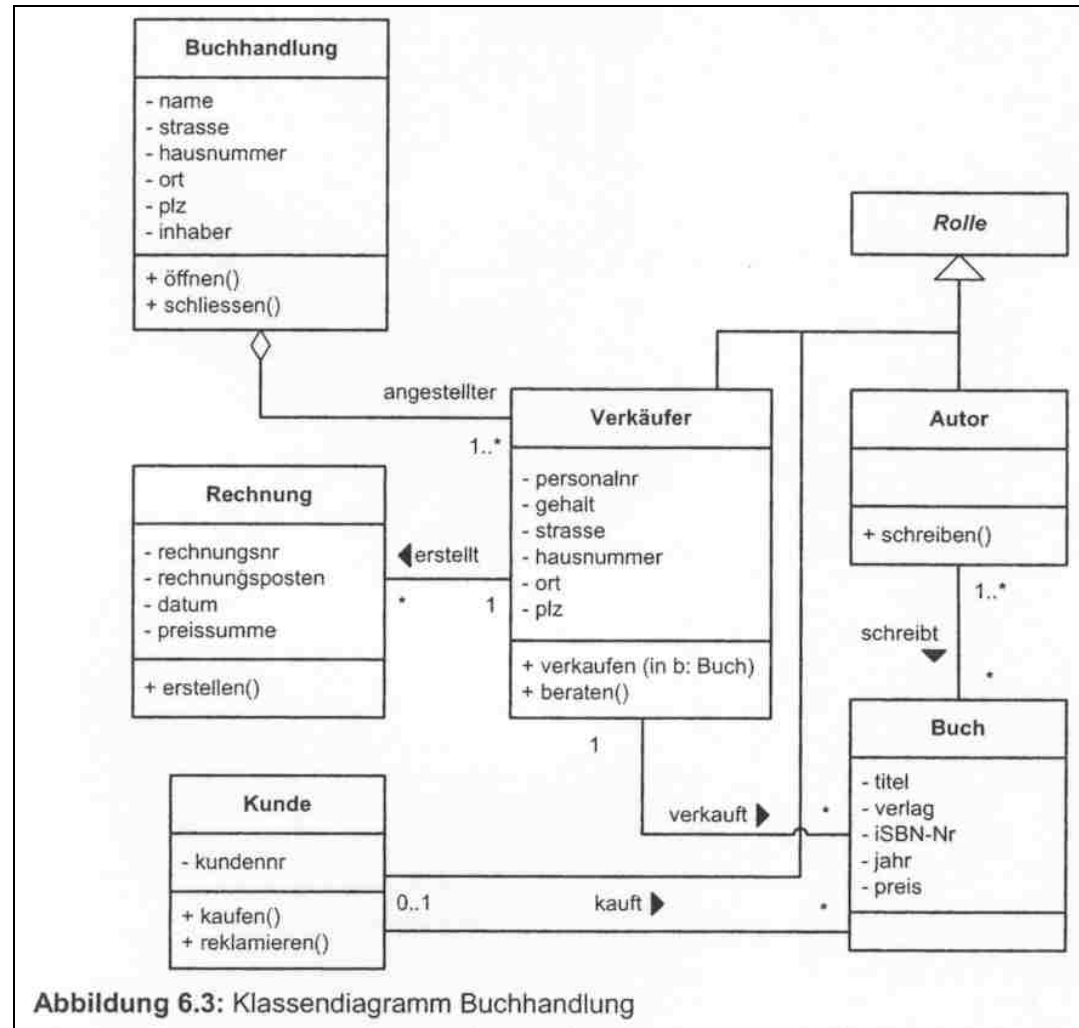 Buchhandlung
- name
- strasse
- hausnummer
- ort
- plz
- inhaber
+ öffnen()
+ schliessen()
Rolle
angestellter
1..*
Verkäufer
- personalnr
- gehalt
- strasse
- hausnummer
- ort
- plz
+ verkaufen (in b: Buch)
+ beraten()
Autor
+ schreiben()
Rechnung
- rechnungsnr
- rechnungsposten
- datum
- preissumme
+ erstellen()
erstellt
*
1
1..*
schreibt
*
Buch
- titel
- verlag
- iSBN-Nr
- jahr
- preis
1
verkauft
*
Kunde
- kundennr
+ kaufen()
+ reklamieren()
0..1
kauft
*
Abbildung 6.3: Klassendiagramm Buchhandlung